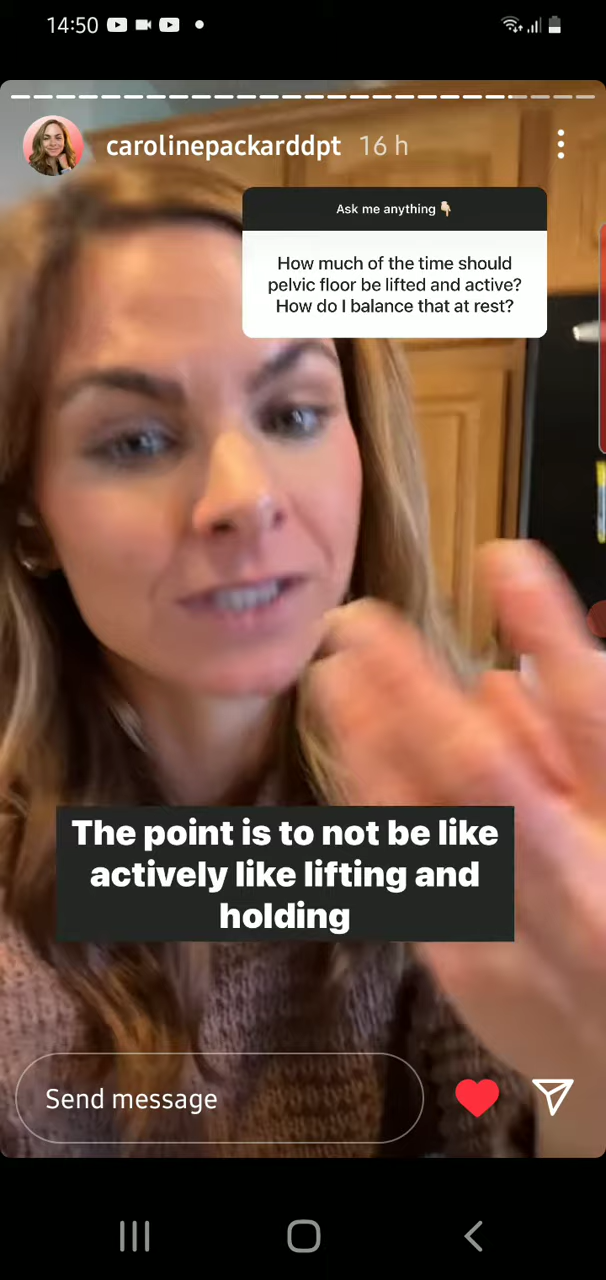 14:50
carolinepackarddpt 16 h
Ask me anything 👇🏻
How much of the time should
pelvic floor be lifted and active?
How do I balance that at rest?
The point is to not be like
actively like lifting and
holding
Send message